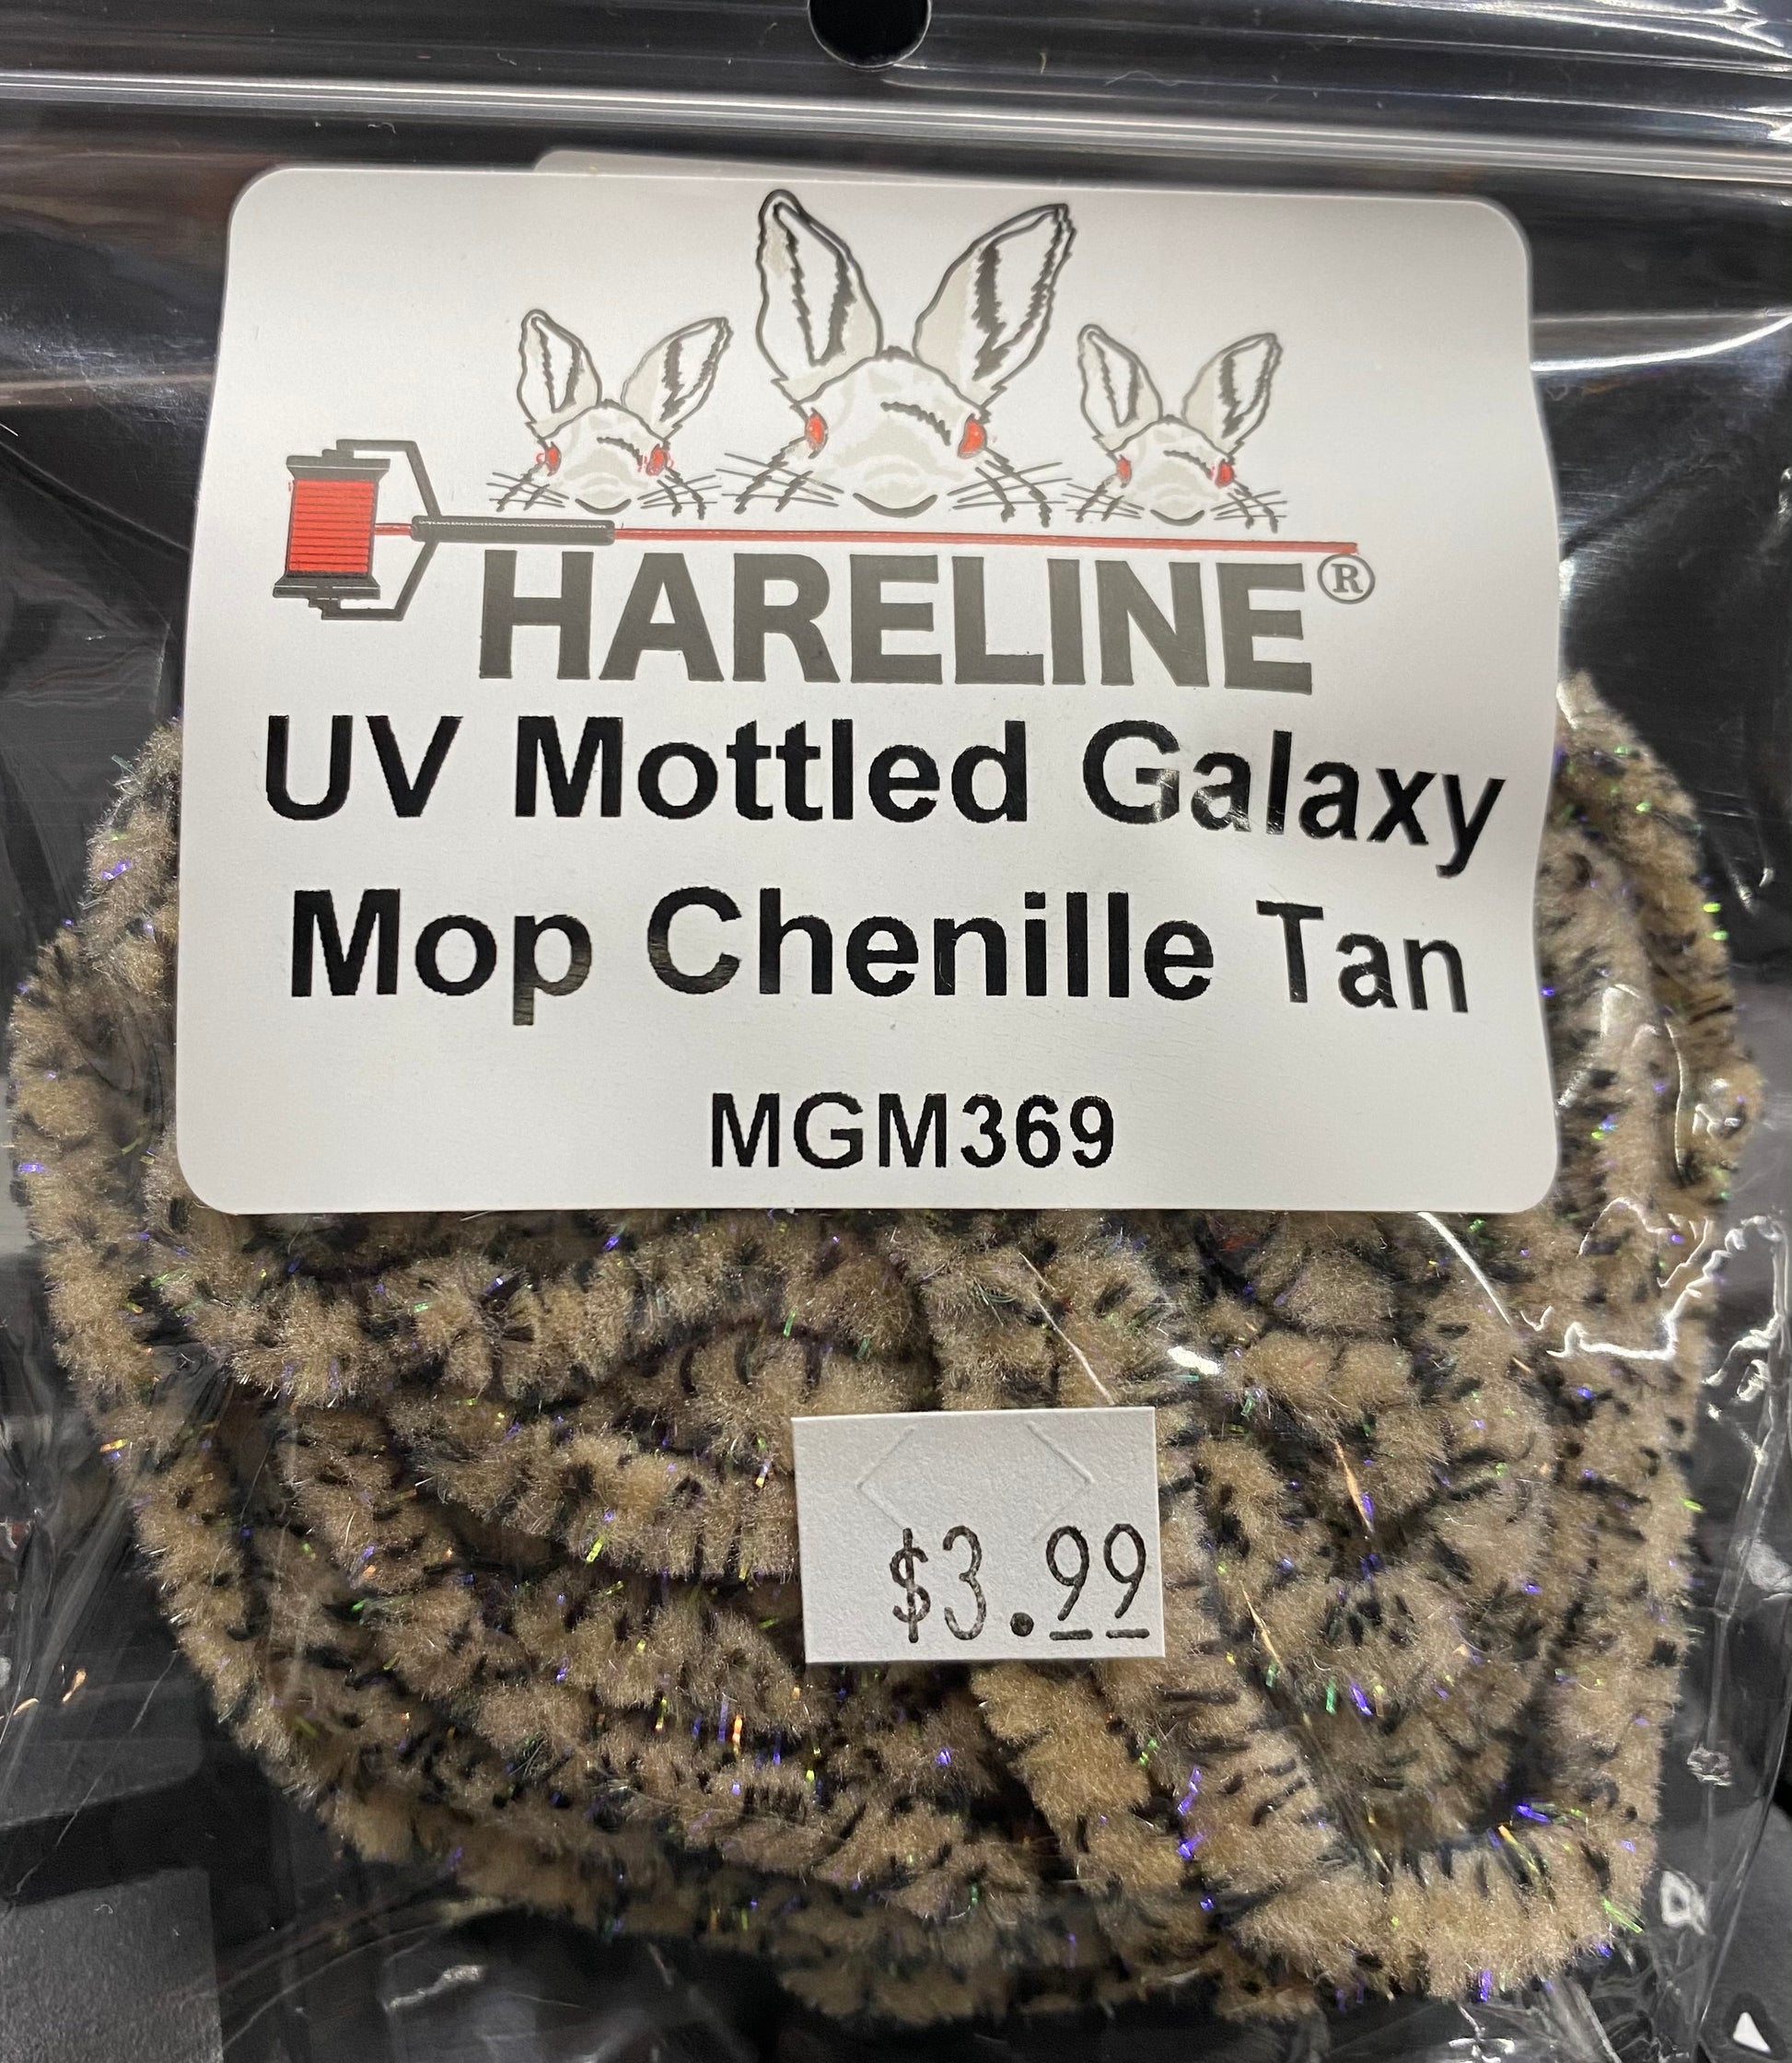 HARELINE®
UV Mottled Galaxy
Mop Chenille Tan
MGM369
$3.99